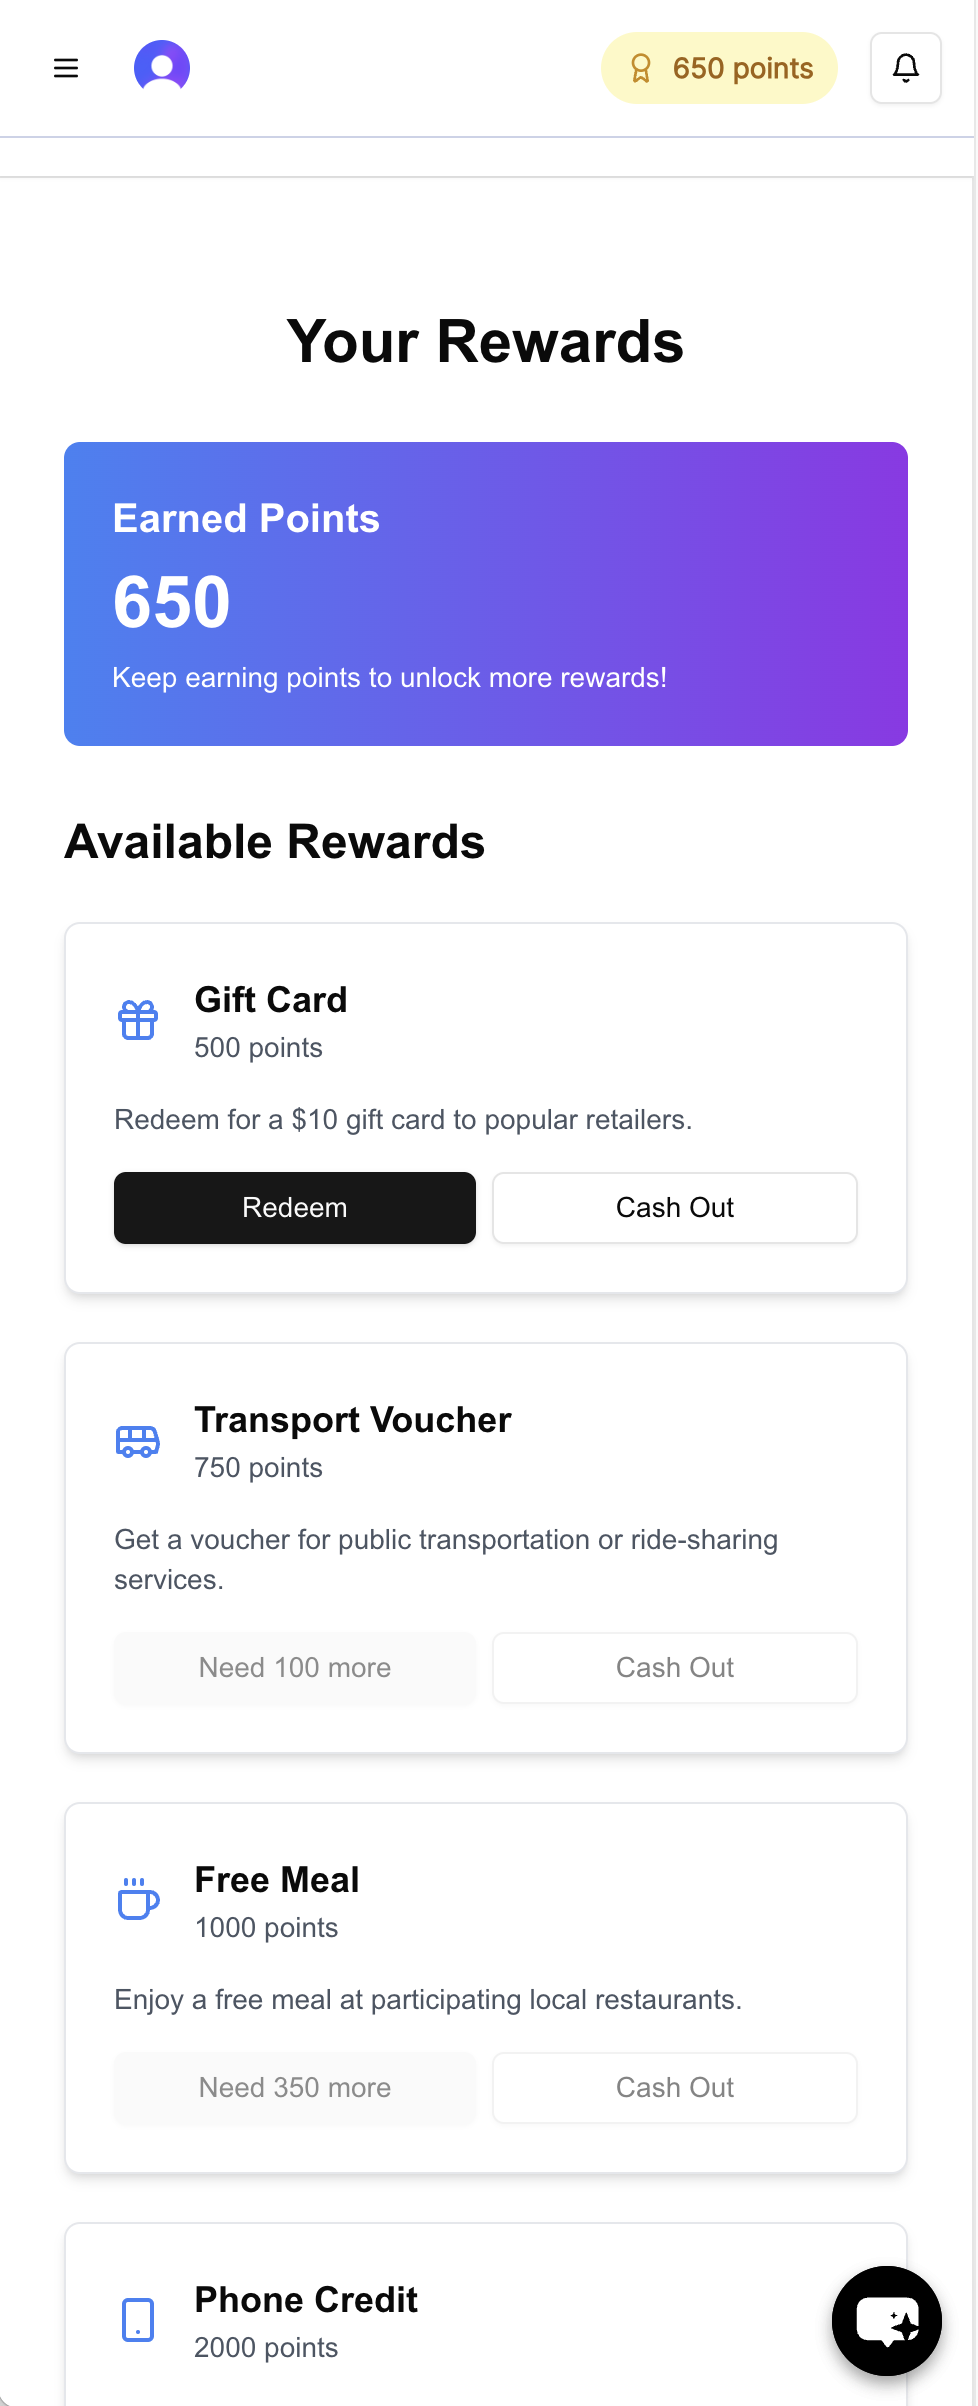 650 points
Your Rewards
Earned Points
650
Keep earning points to unlock more rewards!
Available Rewards
Gift Card
500 points
Redeem for a $10 gift card to popular retailers.
Redeem
Cash Out
Transport Voucher
750 points
Get a voucher for public transportation or ride-sharing
services.
Need 100 more
Cash Out
Free Meal
1000 points
Enjoy a free meal at participating local restaurants.
Need 350 more
Cash Out
Phone Credit
2000 points